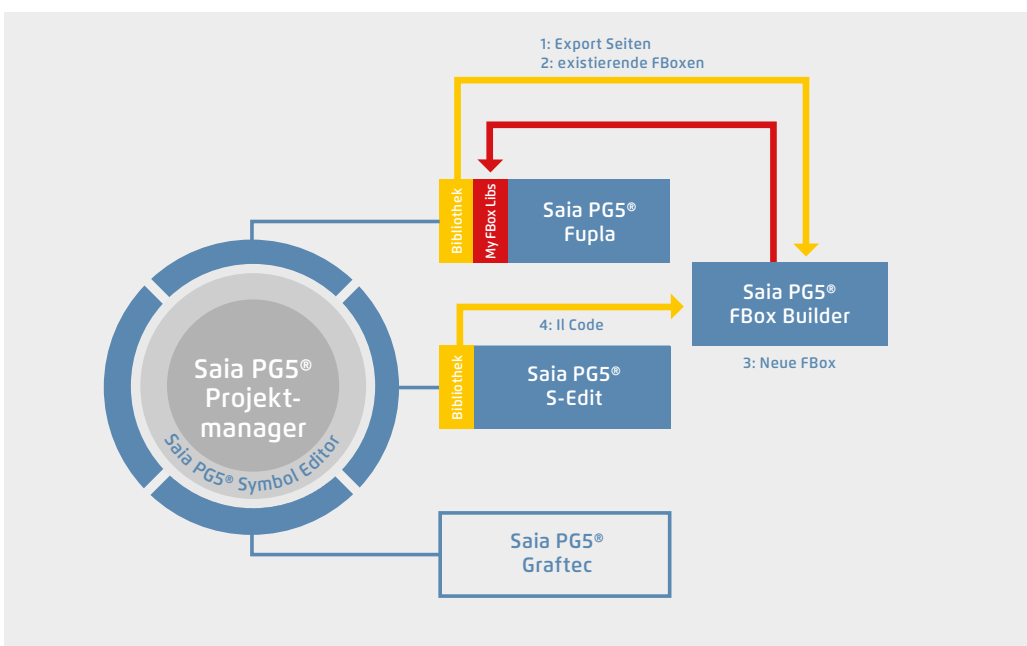 1: Export Seiten
2: existierende FBoxen
Bibliothek
My FBox Libs
Saia PG5®
Fupla
Saia PG5®
FBox Builder
4: Il Code
3: Neue FBox
Bibliothek
Saia PG5®
S-Edit
Saia PG5®
Projekt-
manager
Saia PG5® Symbol Editor
Saia PG5®
Graftec